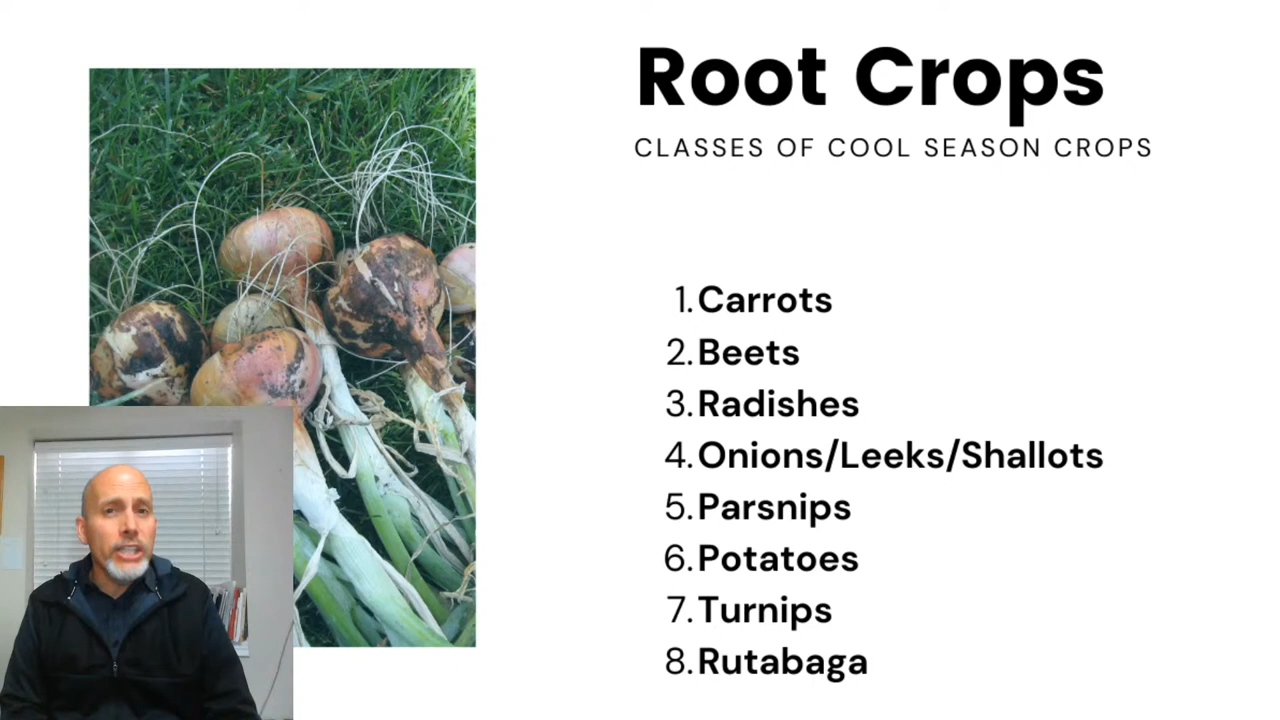 Root Crops
CLASSES OF COOL SEASON CROPS
1. Carrots
2. Beets
3. Radishes
4. Onions/Leeks/Shallots
5. Parsnips
6. Potatoes
7. Turnips
8. Rutabaga